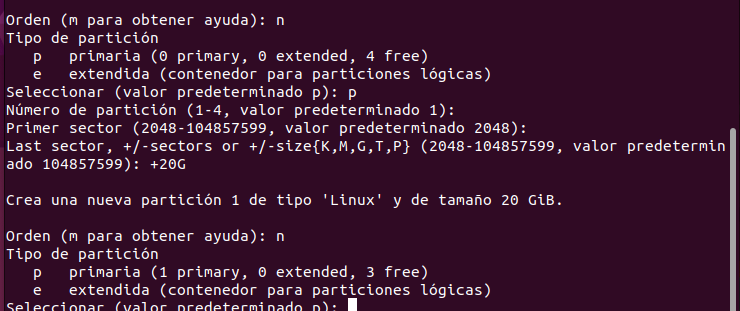 Orden (m para obtener ayuda): n
Tipo de partición
p   primaria (0 primary, 0 extended, 4 free)
e   extendida (contenedor para particiones lógicas)
Seleccionar (valor predeterminado p): p
Número de partición (1-4, valor predeterminado 1):
Primer sector (2048-104857599, valor predeterminado 2048):
Last sector, +/-sectors or +/-size{K,M,G,T,P} (2048-104857599, valor predetermin
ado 104857599): +20G
Crea una nueva partición 1 de tipo 'Linux' y de tamaño 20 GiB.
Orden (m para obtener ayuda): n
Tipo de partición
p   primaria (1 primary, 0 extended, 3 free)
e   extendida (contenedor para particiones lógicas)
Seleccionar (valor predeterminado p):